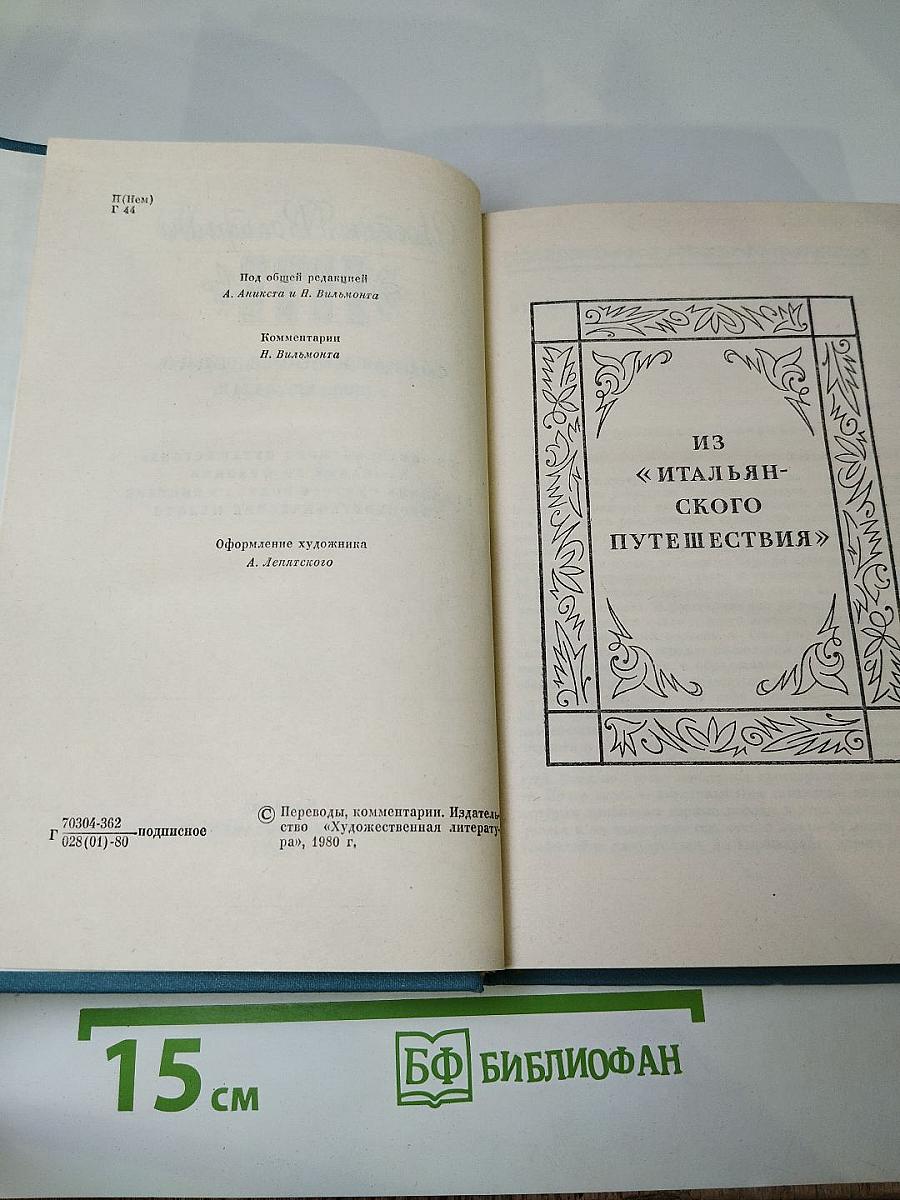 И(Нем)
Г 44
Под общей редакцией
А. Аникста и Н. Вильмонта
Комментарии
Н. Вильмонта
Оформление художника
А. Лепятского
Г 70304-362
028(01)-80 -подписное
© Переводы, комментарии. Издатель-
ство «Художественная литерату-
ра», 1980 г,
ИЗ
«ИТАЛЬЯН-
СКОГО
ПУТЕШЕСТВИЯ»
15 см
БФ БИБЛИОФАН